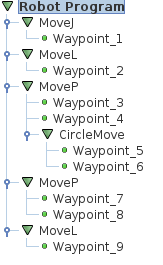 Robot Program
MoveJ
Waypoint_1
MoveL
Waypoint_2
MoveP
Waypoint_3
Waypoint_4
CircleMove
Waypoint_5
Waypoint_6
MoveP
Waypoint_7
Waypoint_8
MoveL
Waypoint_9